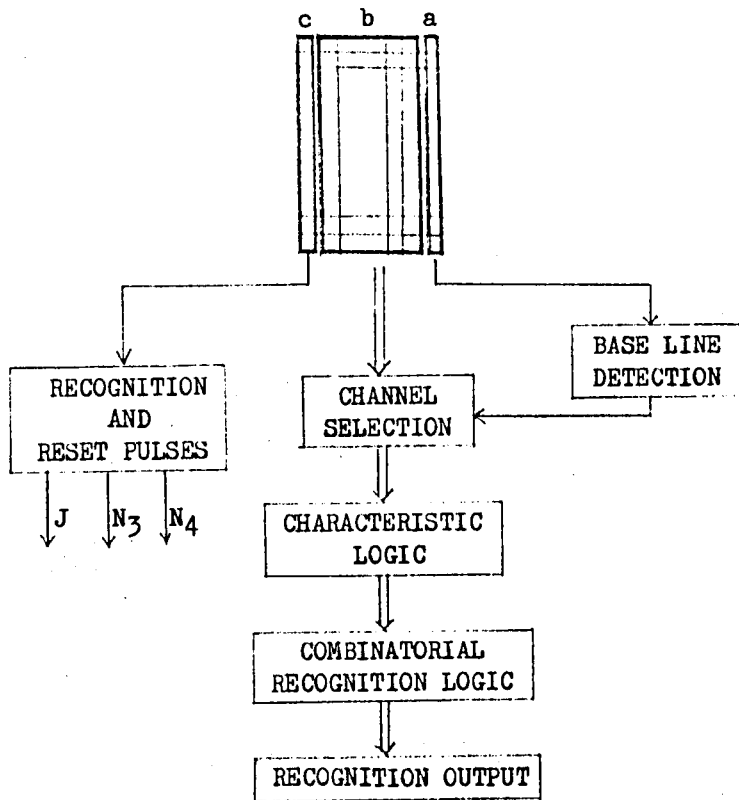 c b a
BASE LINE
DETECTION
RECOGNITION
AND
RESET PULSES
CHANNEL
SELECTION
J N3 N4
CHARACTERISTIC
LOGIC
COMBINATORIAL
RECOGNITION LOGIC
RECOGNITION OUTPUT